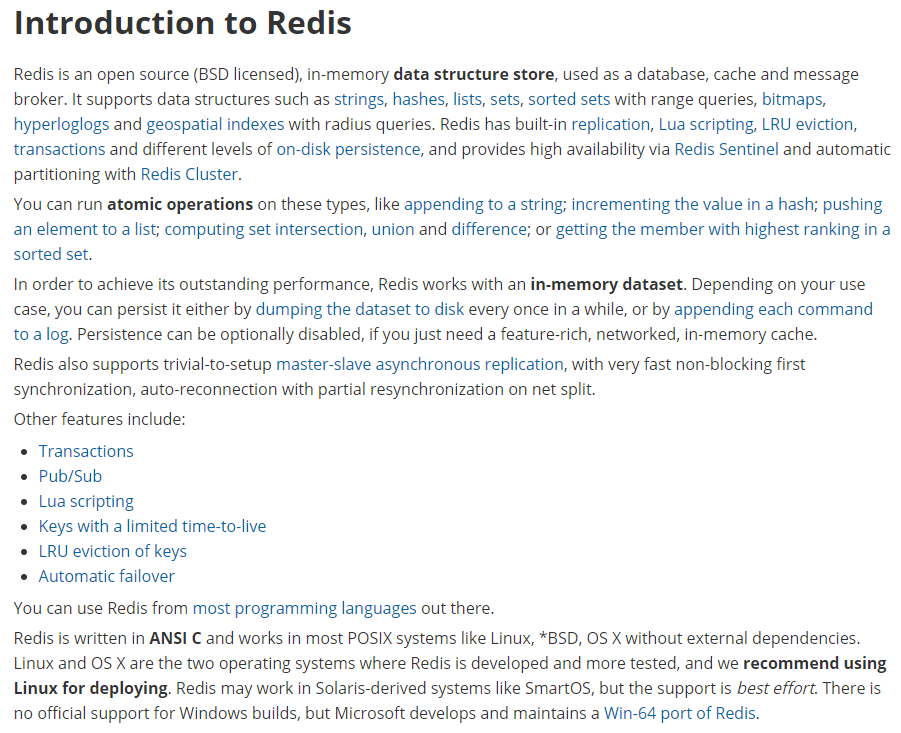 Introduction to Redis
Redis is an open source (BSD licensed), in-memory data structure store, used as a database, cache and message
broker. It supports data structures such as strings, hashes, lists, sets, sorted sets with range queries, bitmaps,
hyperloglogs and geospatial indexes with radius queries. Redis has built-in replication, Lua scripting, LRU eviction,
transactions and different levels of on-disk persistence, and provides high availability via Redis Sentinel and automatic
partitioning with Redis Cluster.
You can run atomic operations on these types, like appending to a string; incrementing the value in a hash; pushing
an element to a list; computing set intersection, union and difference; or getting the member with highest ranking in a
sorted set.
In order to achieve its outstanding performance, Redis works with an in-memory dataset. Depending on your use
case, you can persist it either by dumping the dataset to disk every once in a while, or by appending each command
to a log. Persistence can be optionally disabled, if you just need a feature-rich, networked, in-memory cache.
Redis also supports trivial-to-setup master-slave asynchronous replication, with very fast non-blocking first
synchronization, auto-reconnection with partial resynchronization on net split.
Other features include:
• Transactions
• Pub/Sub
• Lua scripting
• Keys with a limited time-to-live
• LRU eviction of keys
• Automatic failover
You can use Redis from most programming languages out there.
Redis is written in ANSI C and works in most POSIX systems like Linux, *BSD, OS X without external dependencies.
Linux and OS X are the two operating systems where Redis is developed and more tested, and we recommend using
Linux for deploying. Redis may work in Solaris-derived systems like SmartOS, but the support is best effort. There is
no official support for Windows builds, but Microsoft develops and maintains a Win-64 port of Redis.